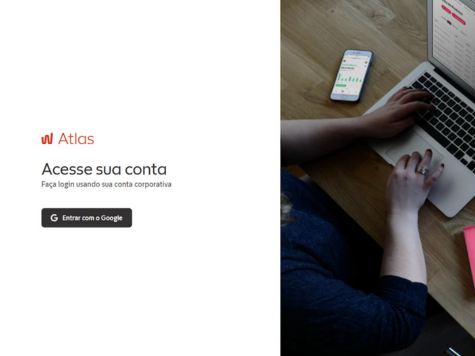 Atlas
Acesse sua conta
Faça login usando sua conta corporativa
Entrar com o Google